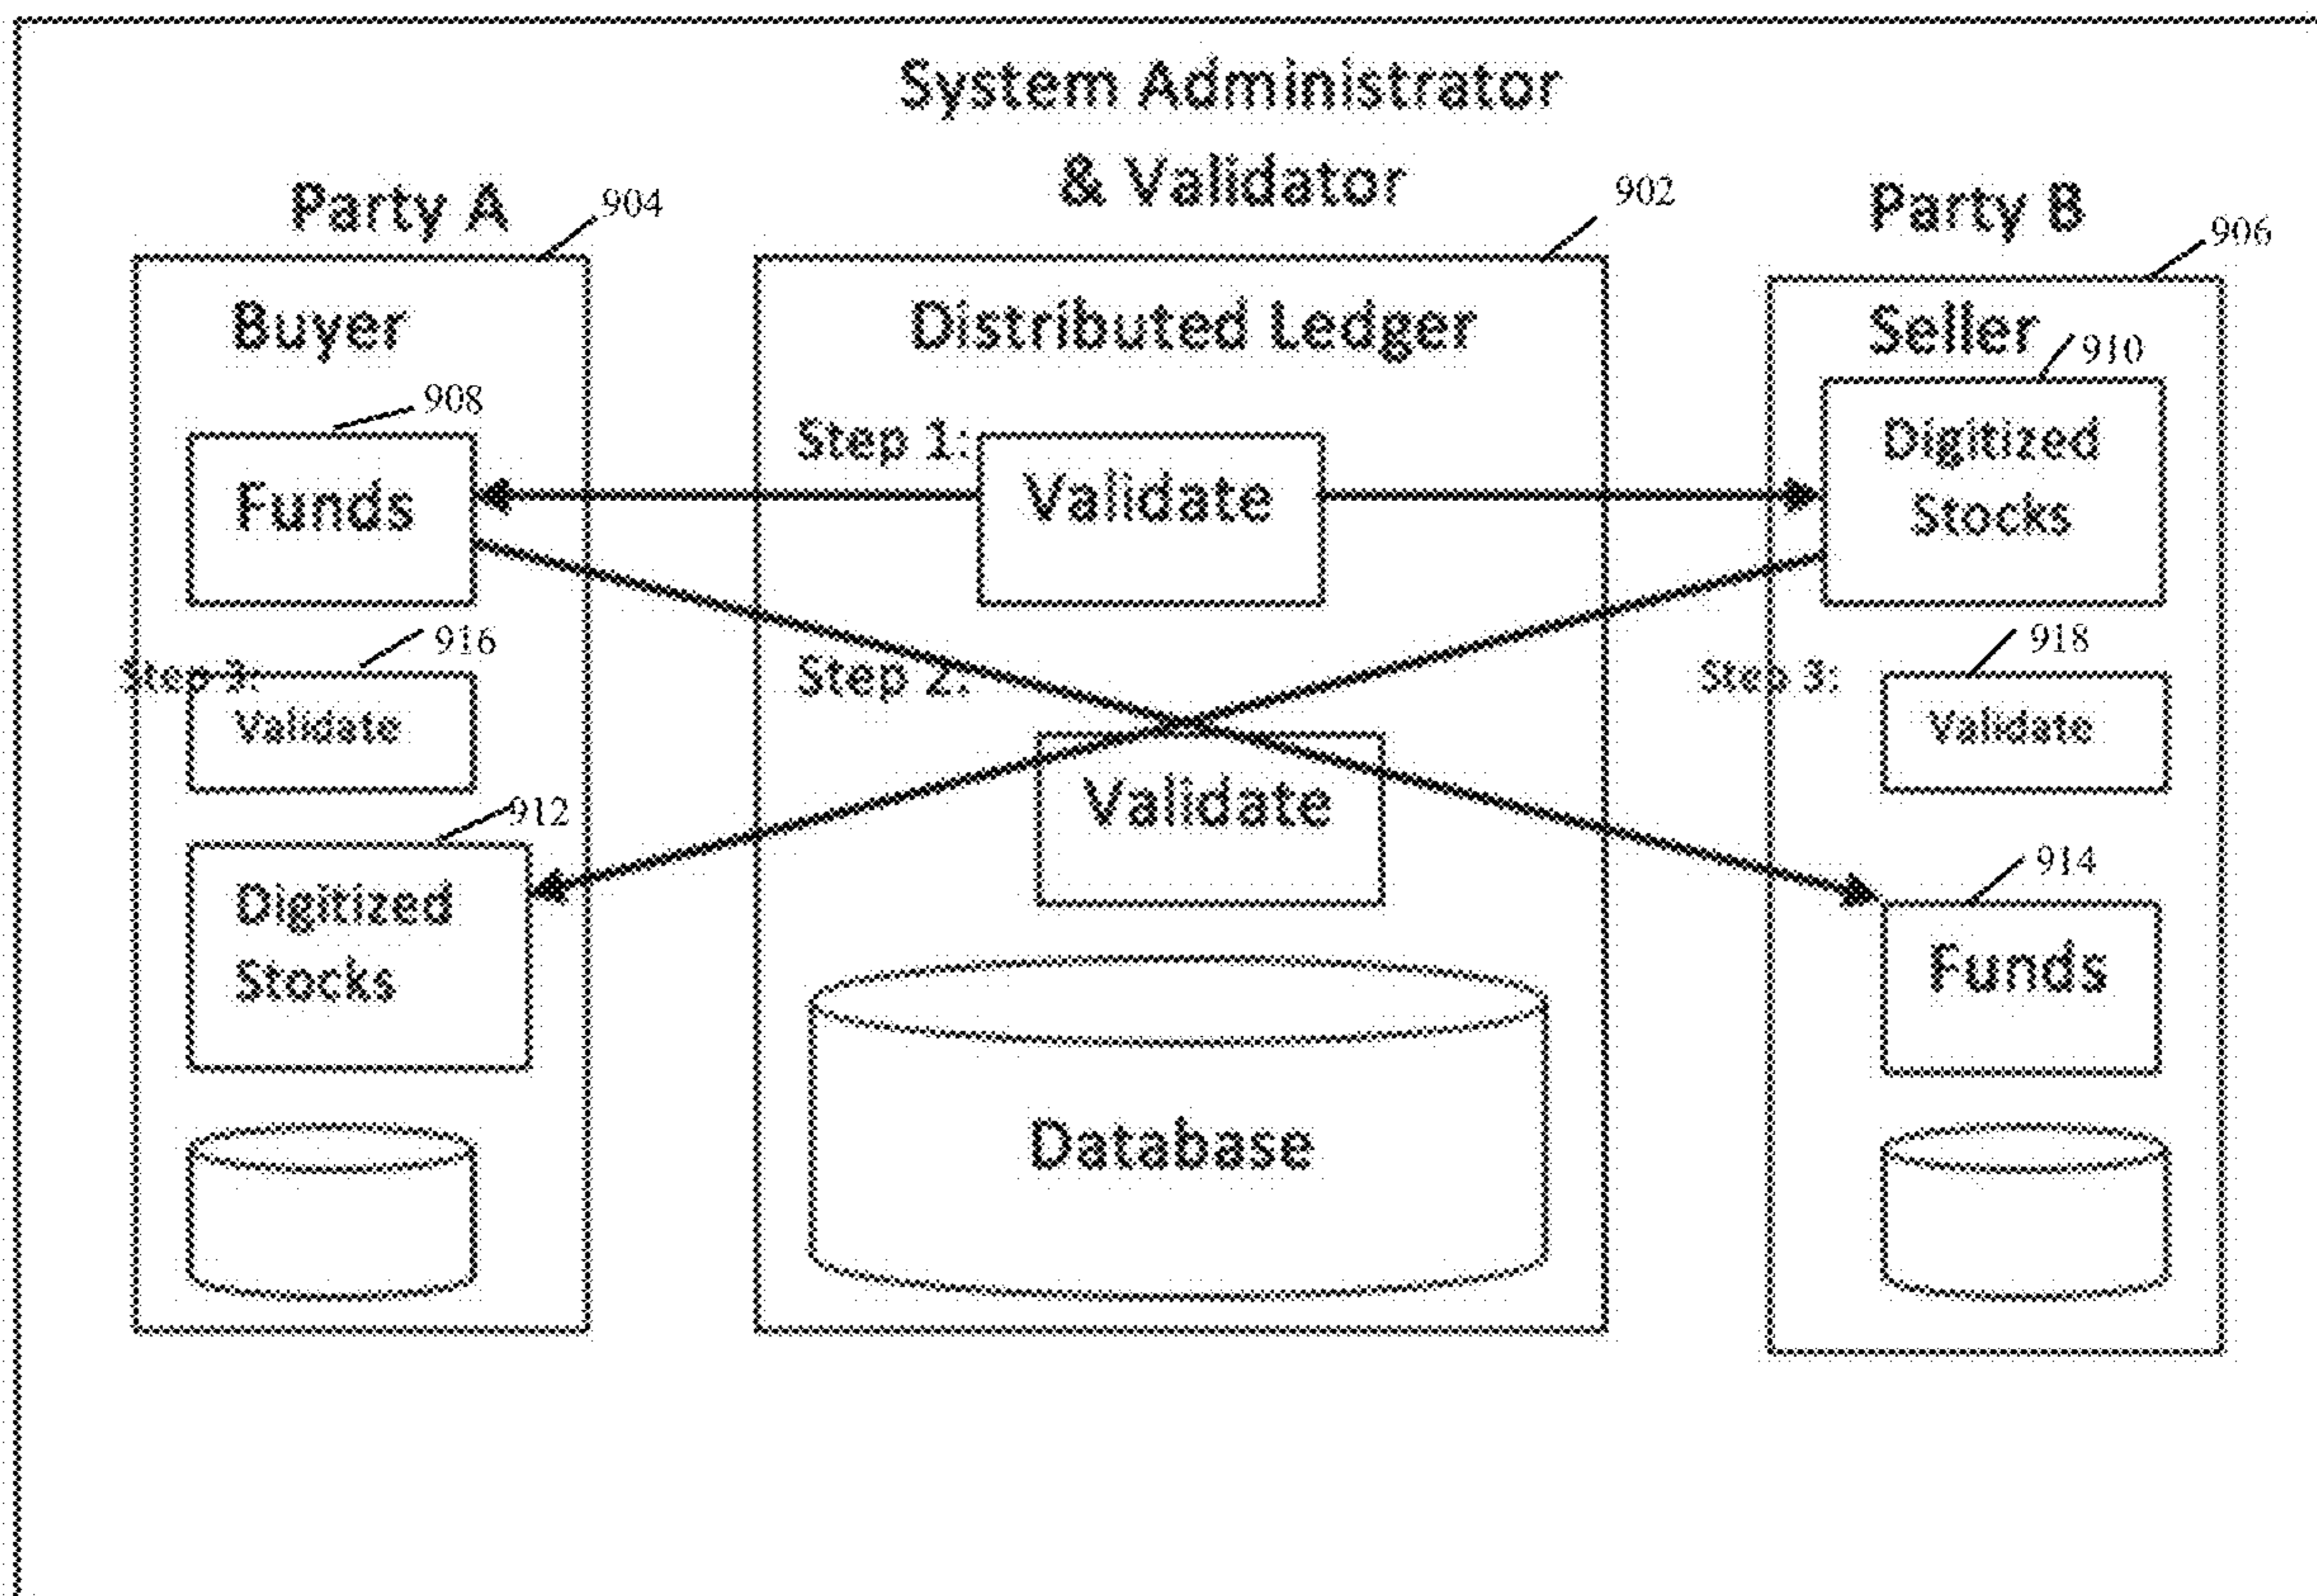 System Administrator
& Validator
Party A
904
902
Party B
906
Buyer
Distributed Ledger
Seller
910
908
Step 1:
Digitized
Stocks
Funds
Validate
916
Step 2:
918
Step 3:
Step 3:
Validate
Validate
Validate
912
914
Digitized
Stocks
Funds
Database